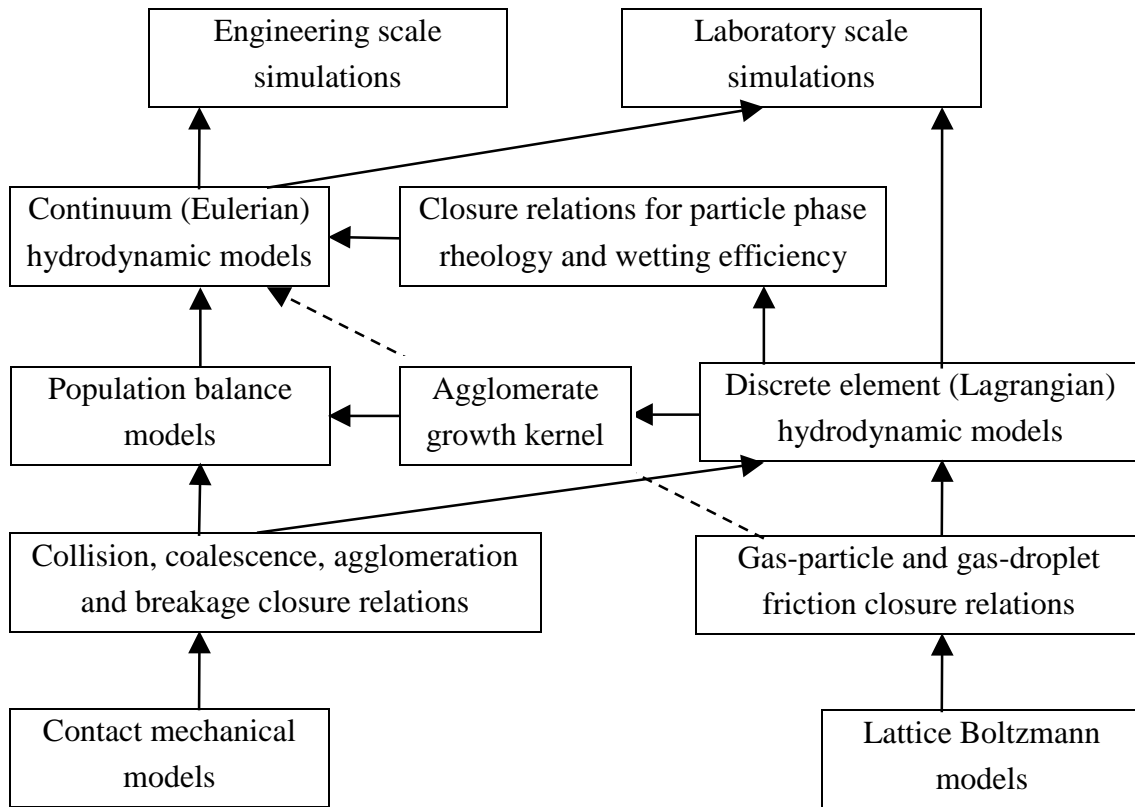 Engineering scale
simulations
Laboratory scale
simulations
Continuum (Eulerian)
hydrodynamic models
Closure relations for particle phase
rheology and wetting efficiency
Population balance
models
Agglomerate
growth kernel
Discrete element (Lagrangian)
hydrodynamic models
Collision, coalescence, agglomeration
and breakage closure relations
Gas-particle and gas-droplet
friction closure relations
Contact mechanical
models
Lattice Boltzmann
models